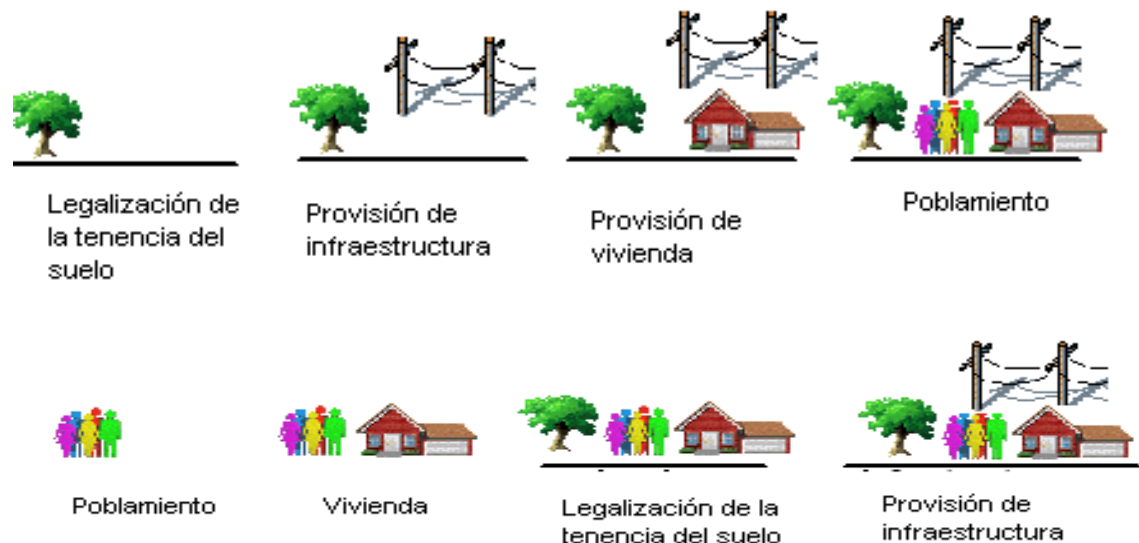 Legalización de
la tenencia del
suelo
Provisión de
infraestructura
Provisión de
vivienda
Poblamiento
Poblamiento
Vivienda
Legalización de la
tenencia del suelo
Provisión de
infraestructura